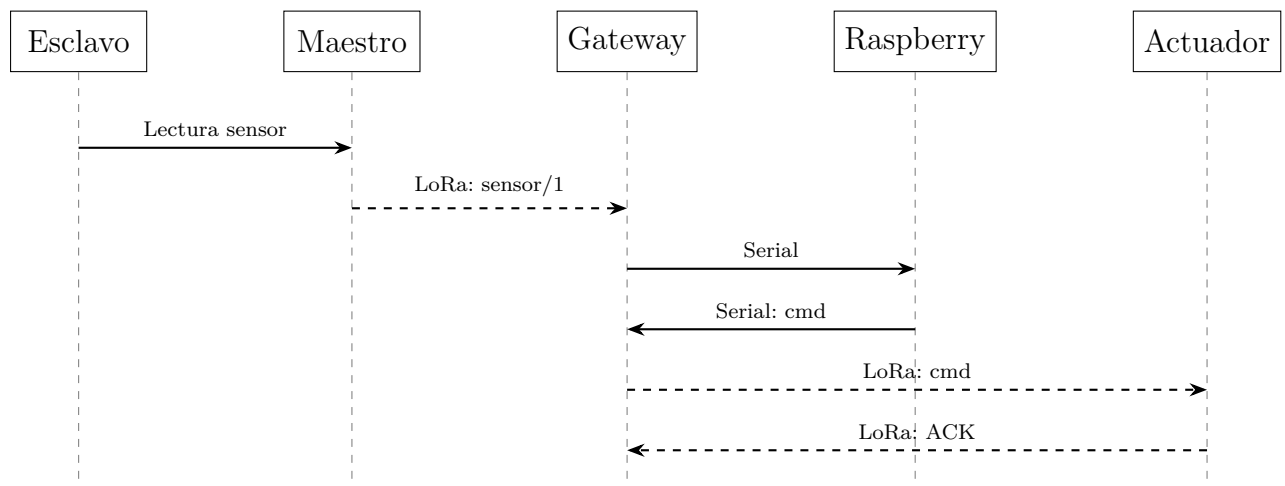 Esclavo
Maestro
Gateway
Raspberry
Actuador
Lectura sensor
LoRa: sensor/1
Serial
Serial: cmd
LoRa: cmd
LoRa: ACK